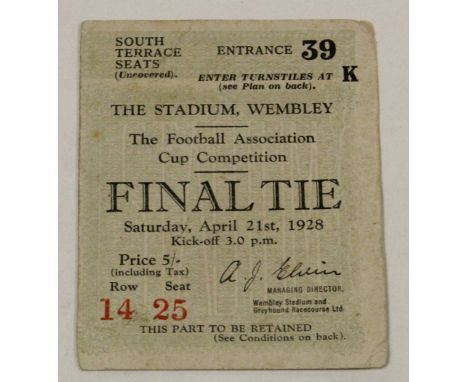 SOUTH TERRACE SEATS (Uncovered).
ENTRANCE 39
ENTER TURNSTILES AT K
(see Plan on back).
THE STADIUM, WEMBLEY
The Football Association
Cup Competition
FINAL TIE
Saturday, April 21st, 1928
Kick-off 3.0 p.m.
Price 5/-
(including Tax)
Row Seat
14 25
A. J. Elvin
MANAGING DIRECTOR,
Wembley Stadium and
Greyhound Racecourse Ltd.
THIS PART TO BE RETAINED
(See Conditions on back).